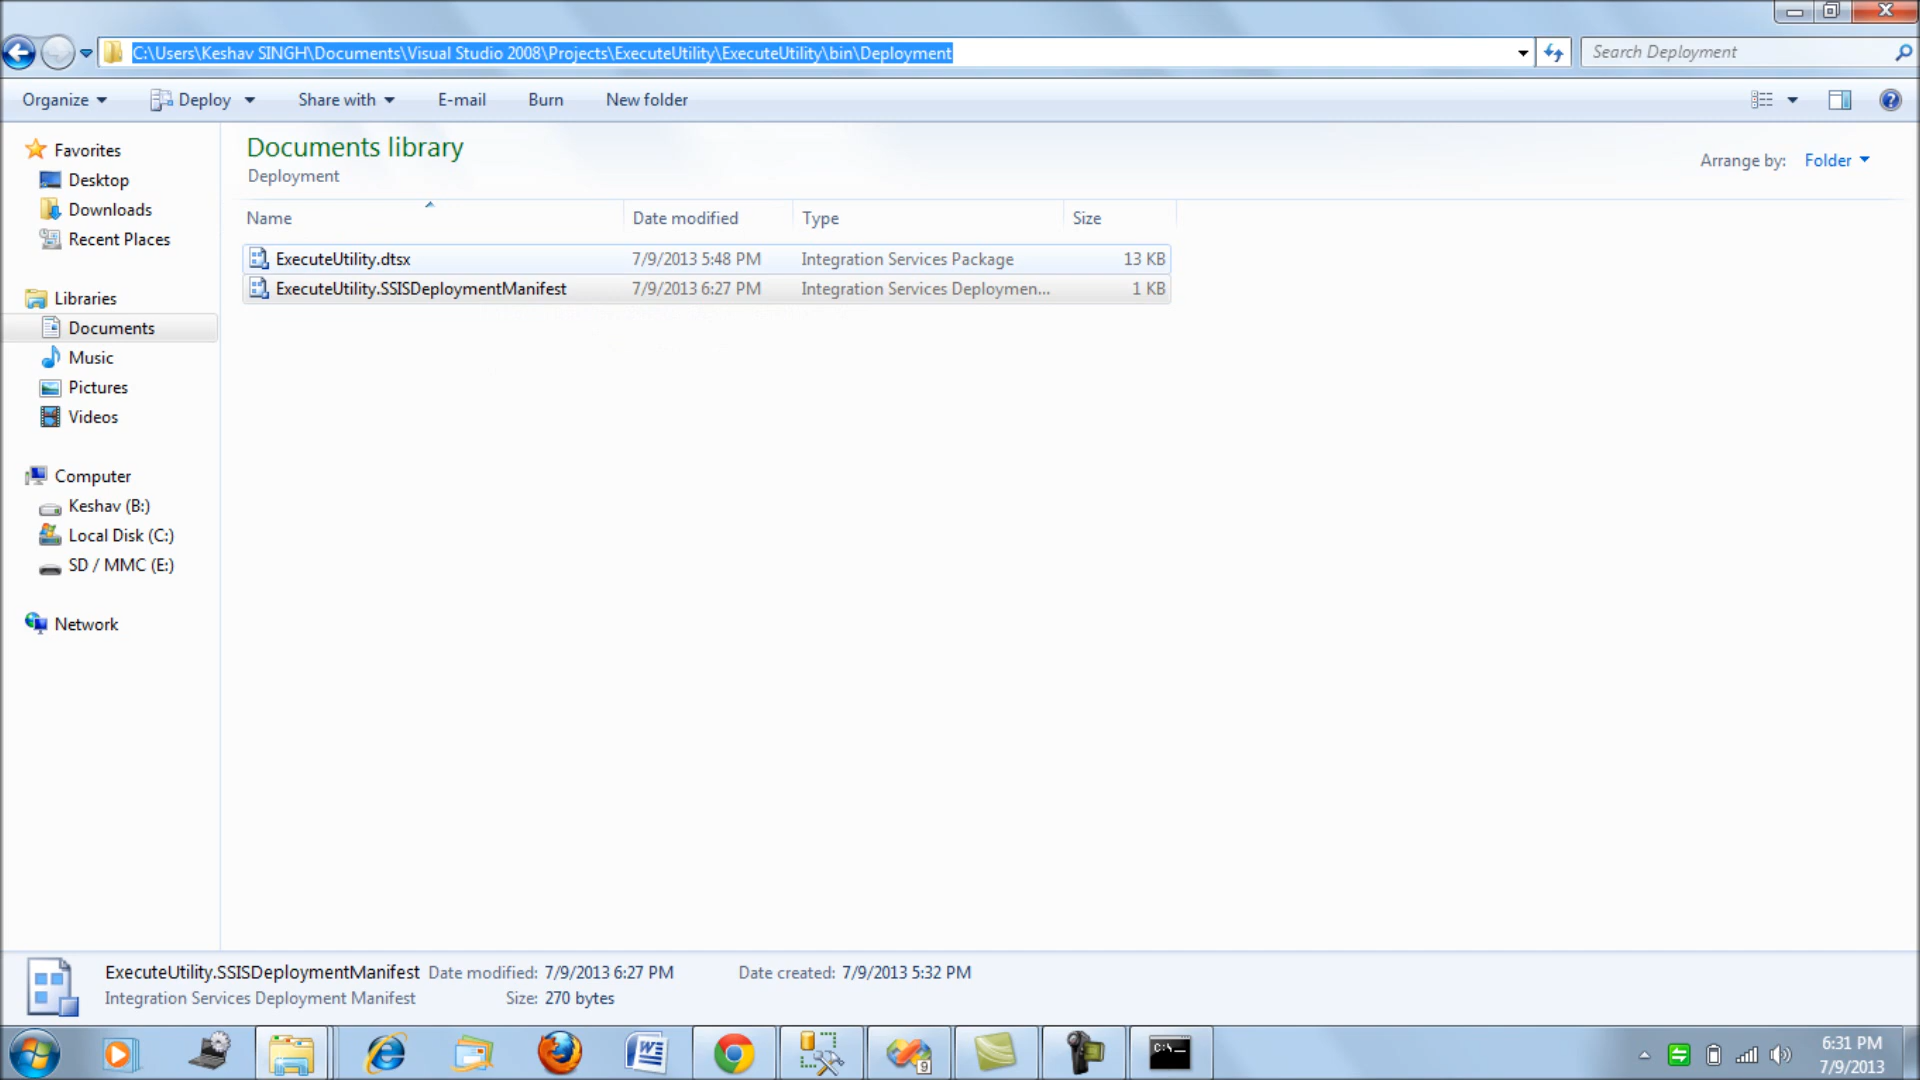 C:\Users\Keshav SINGH\Documents\Visual Studio 2008\Projects\ExecuteUtility\ExecuteUtility\bin\Deployment
Search Deployment
Organize Deploy Share with E-mail Burn New folder
Favorites
Desktop
Downloads
Recent Places
Libraries
Documents
Music
Pictures
Videos
Computer
Keshav (B:)
Local Disk (C:)
SD / MMC (E:)
Network
Documents library
Deployment
Arrange by: Folder
Name Date modified Type Size
ExecuteUtility.dtsx 7/9/2013 5:48 PM Integration Services Package 13 KB
ExecuteUtility.SSISDeploymentManifest 7/9/2013 6:27 PM Integration Services Deploymen... 1 KB
ExecuteUtility.SSISDeploymentManifest Date modified: 7/9/2013 6:27 PM Date created: 7/9/2013 5:32 PM
Integration Services Deployment Manifest Size: 270 bytes
9
C:\_
6:31 PM
7/9/2013